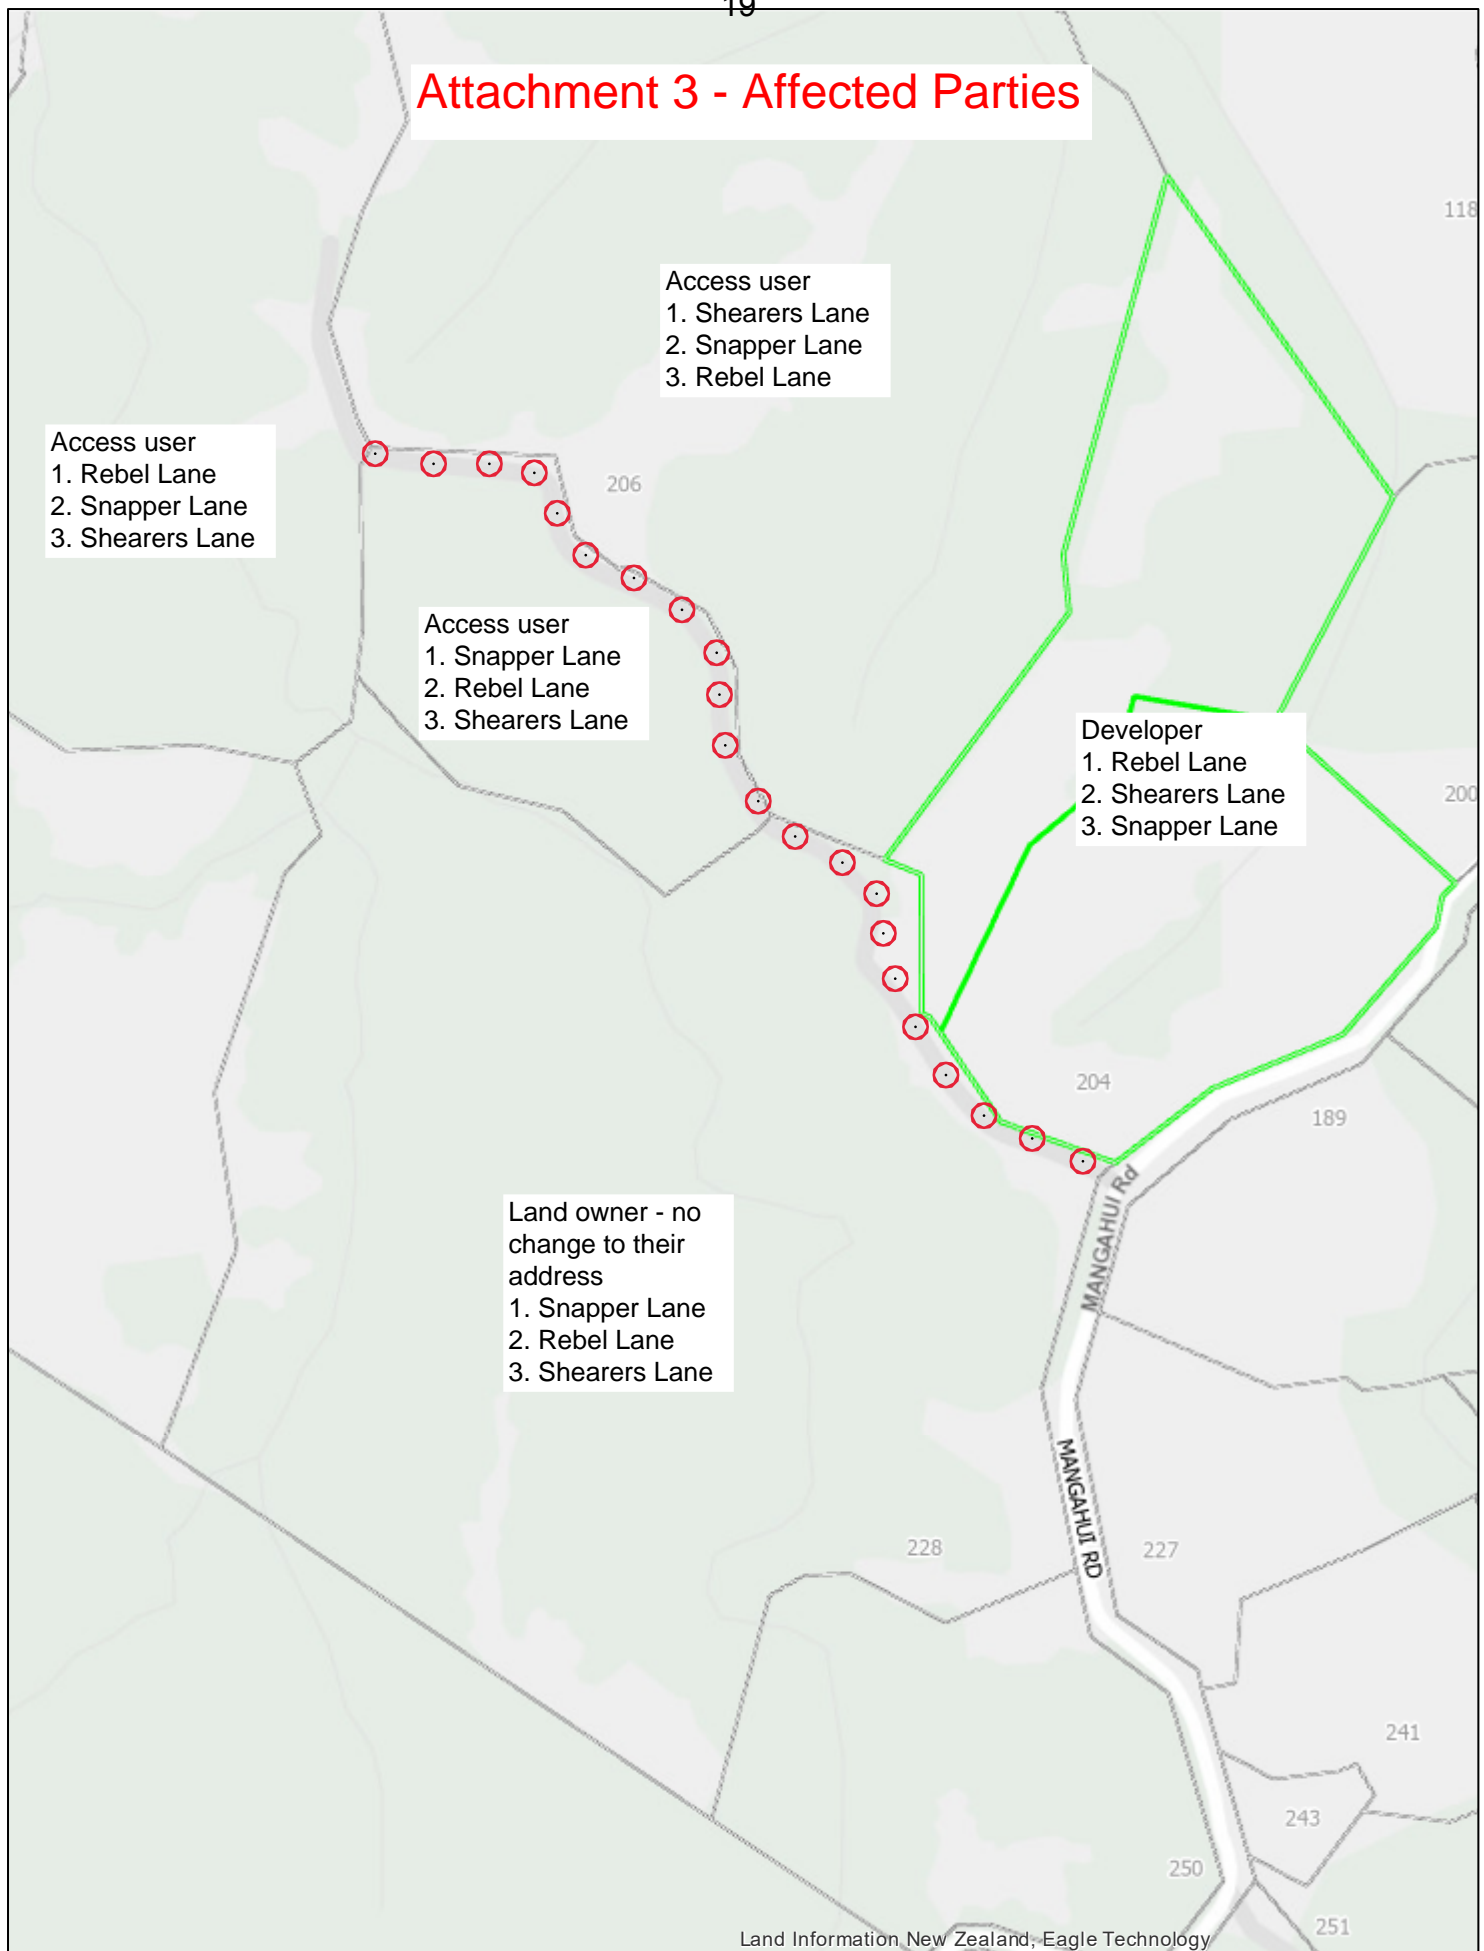 19
Attachment 3 - Affected Parties
118
Access user
1. Shearers Lane
2. Snapper Lane
3. Rebel Lane
Access user
1. Rebel Lane
2. Snapper Lane
3. Shearers Lane
206
Access user
1. Snapper Lane
2. Rebel Lane
3. Shearers Lane
Developer
1. Rebel Lane
2. Shearers Lane
3. Snapper Lane
200
204
189
MANGAHUI Rd
Land owner - no
change to their
address
1. Snapper Lane
2. Rebel Lane
3. Shearers Lane
MANGAHUI RD
228
227
241
243
250
251
Land Information New Zealand, Eagle Technology